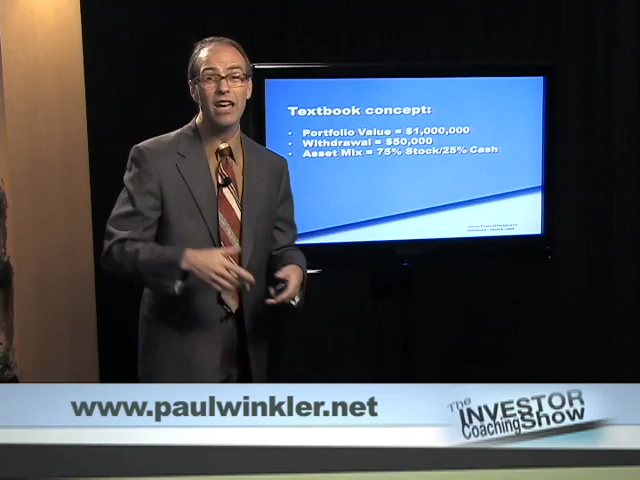 Textbook concept:
• Portfolio Value = $1,000,000
• Withdrawal = $50,000
• Asset Mix = 75% Stock/25% Cash
www.paulwinkler.net
The INVESTOR
Coaching Show